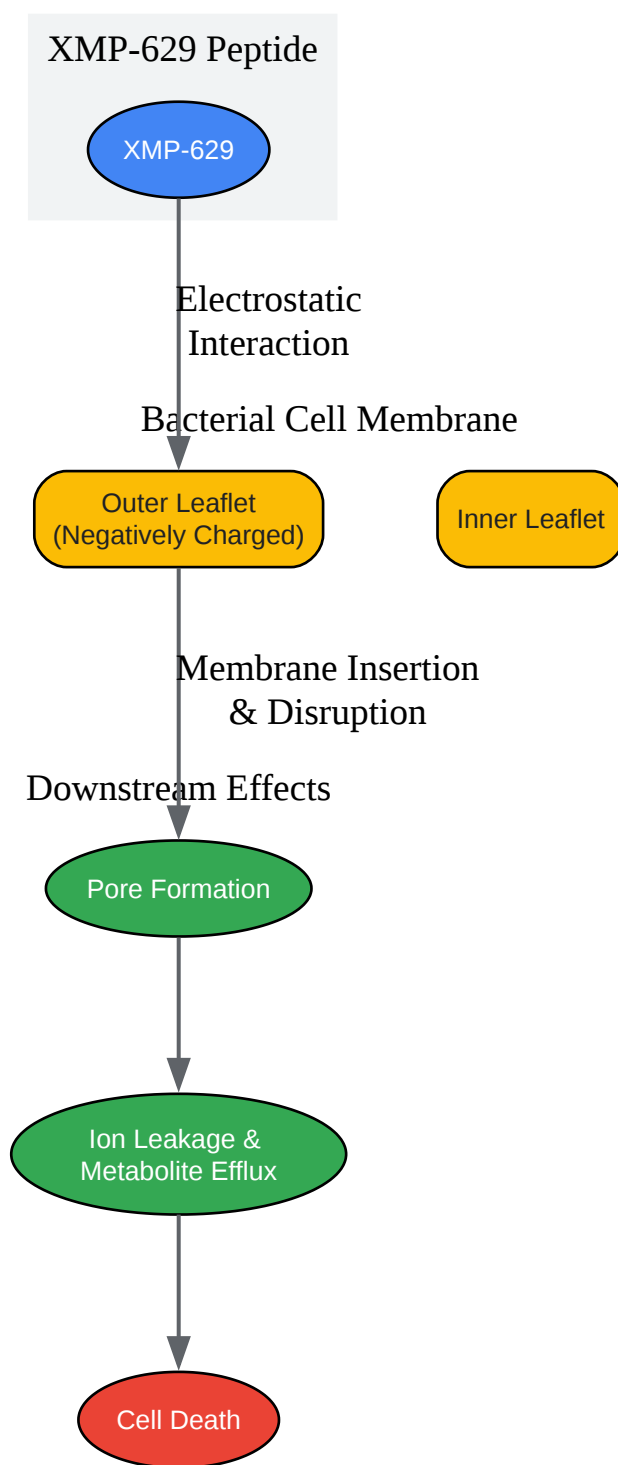 XMP-629 Peptide
XMP-629
Electrostatic
Interaction
Bacterial Cell Membrane
Outer Leaflet
(Negatively Charged)
Inner Leaflet
Membrane Insertion
& Disruption
Downstream Effects
Pore Formation
Ion Leakage &
Metabolite Efflux
Cell Death